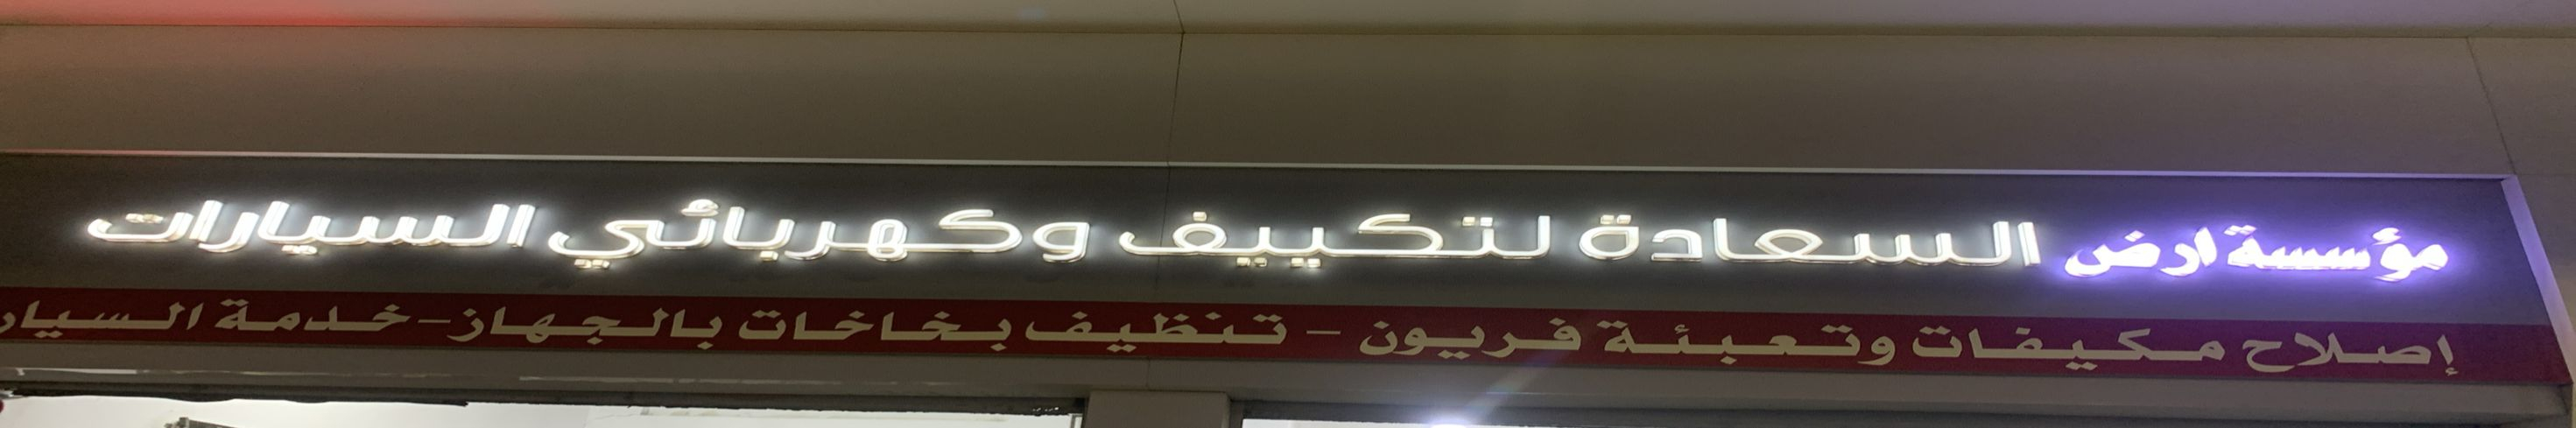 مؤسسة ارض السعادة لتكييف وكهربائي السيارات
إصلاح مكيفات وتعبئة فريون - تنظيف بخاخات بالجهاز-خدمة